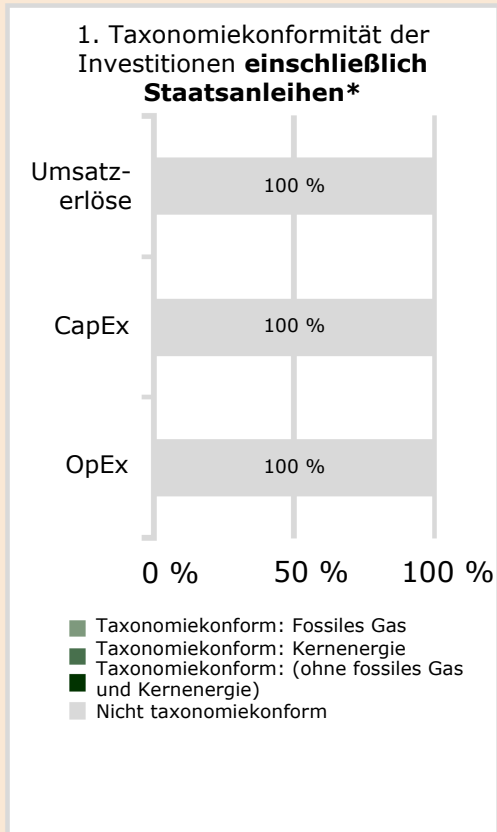 1. Taxonomiekonformität der
Investitionen einschließlich
Staatsanleihen*
Umsatz-
erlöse
100 %
CapEx
100 %
OpEx
100 %
0 %
50 %
100 %
Taxonomiekonform: Fossiles Gas
Taxonomiekonform: Kernenergie
Taxonomiekonform: (ohne fossiles Gas
und Kernenergie)
Nicht taxonomiekonform